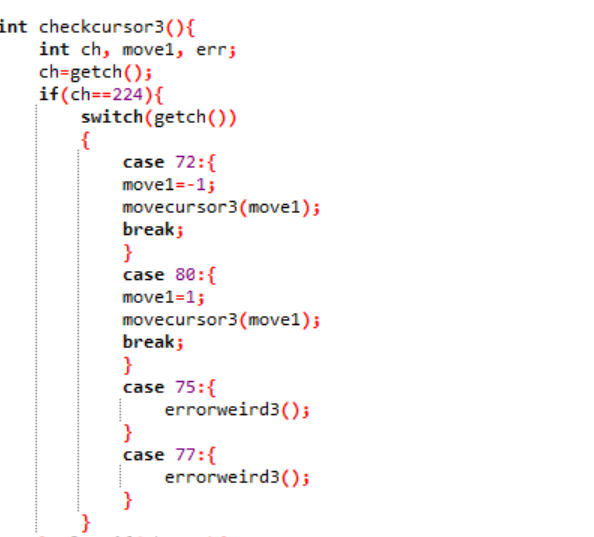 int checkcursor3(){
int ch, move1, err;
ch=getch();
if(ch==224){
switch(getch())
{
case 72:{
move1=-1;
movecursor3(move1);
break;
}
case 80:{
move1=1;
movecursor3(move1);
break;
}
case 75:{
errorweird3();
}
case 77:{
errorweird3();
}
}